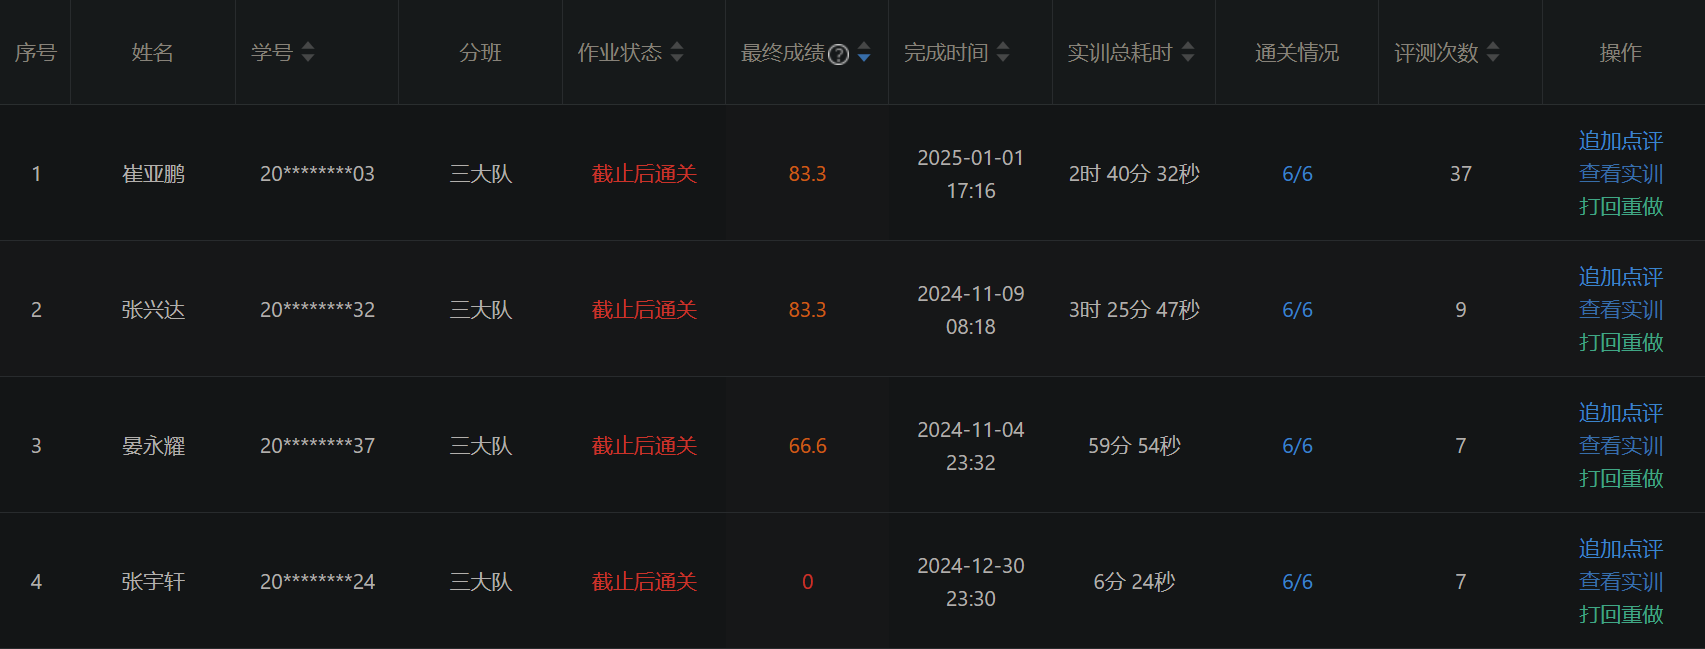 序号 姓名 学号 分班 作业状态 最终成绩? 完成时间 实训总耗时 通关情况 评测次数 操作
1 崔亚鹏 20********03 三大队 截止后通关 83.3 2025-01-01 2时 40分 32秒 6/6 37 追加点评
17:16 查看实训
打回重做
2 张兴达 20********32 三大队 截止后通关 83.3 2024-11-09 3时 25分 47秒 6/6 9 追加点评
08:18 查看实训
打回重做
3 晏永耀 20********37 三大队 截止后通关 66.6 2024-11-04 59分 54秒 6/6 7 追加点评
23:32 查看实训
打回重做
4 张宇轩 20********24 三大队 截止后通关 0 2024-12-30 6分 24秒 6/6 7 追加点评
23:30 查看实训
打回重做